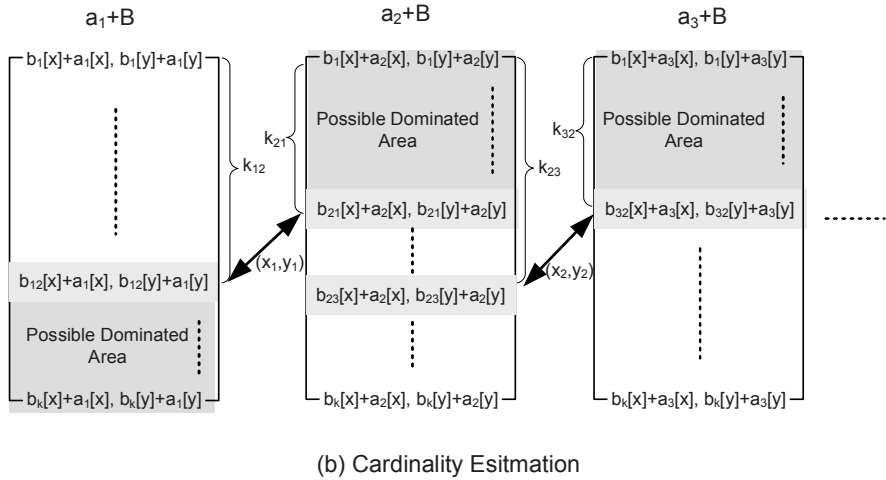 a₁+B
a₂+B
a₃+B
b₁[x]+a₁[x], b₁[y]+a₁[y]
b₁[x]+a₂[x], b₁[y]+a₂[y]
b₁[x]+a₃[x], b₁[y]+a₃[y]
Possible Dominated
Area
Possible Dominated
Area
k₂₁
k₃₂
k₁₂
k₂₃
b₂₁[x]+a₂[x], b₂₁[y]+a₂[y]
b₃₂[x]+a₃[x], b₃₂[y]+a₃[y]
(x₁,y₁)
(x₂,y₂)
b₁₂[x]+a₁[x], b₁₂[y]+a₁[y]
b₂₃[x]+a₂[x], b₂₃[y]+a₂[y]
Possible Dominated
Area
bₖ[x]+a₁[x], bₖ[y]+a₁[y]
bₖ[x]+a₂[x], bₖ[y]+a₂[y]
bₖ[x]+a₃[x], bₖ[y]+a₃[y]
(b) Cardinality Esitmation